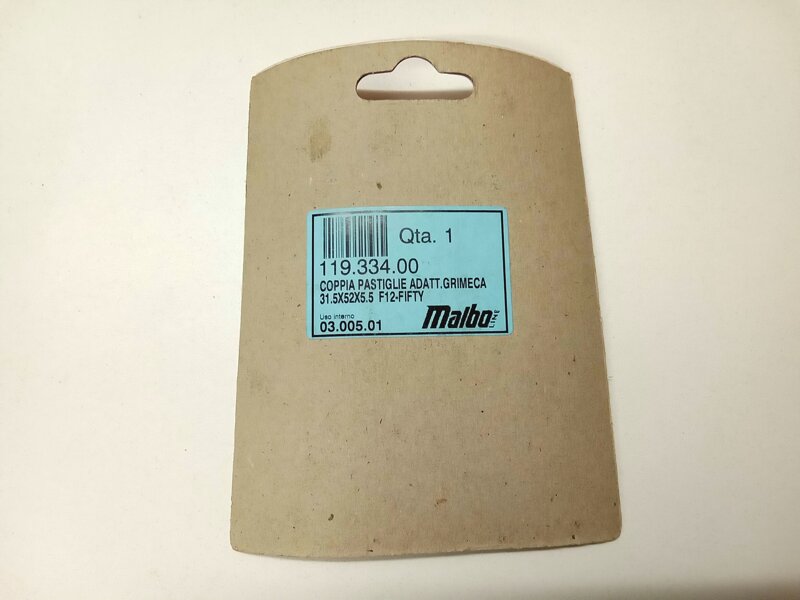 Qta. 1
119.334.00
COPPIA PASTIGLIE ADATT.GRIMECA
31.5X52X5.5 F12-FIFTY
Uso interno
03.005.01
Malbo LINE